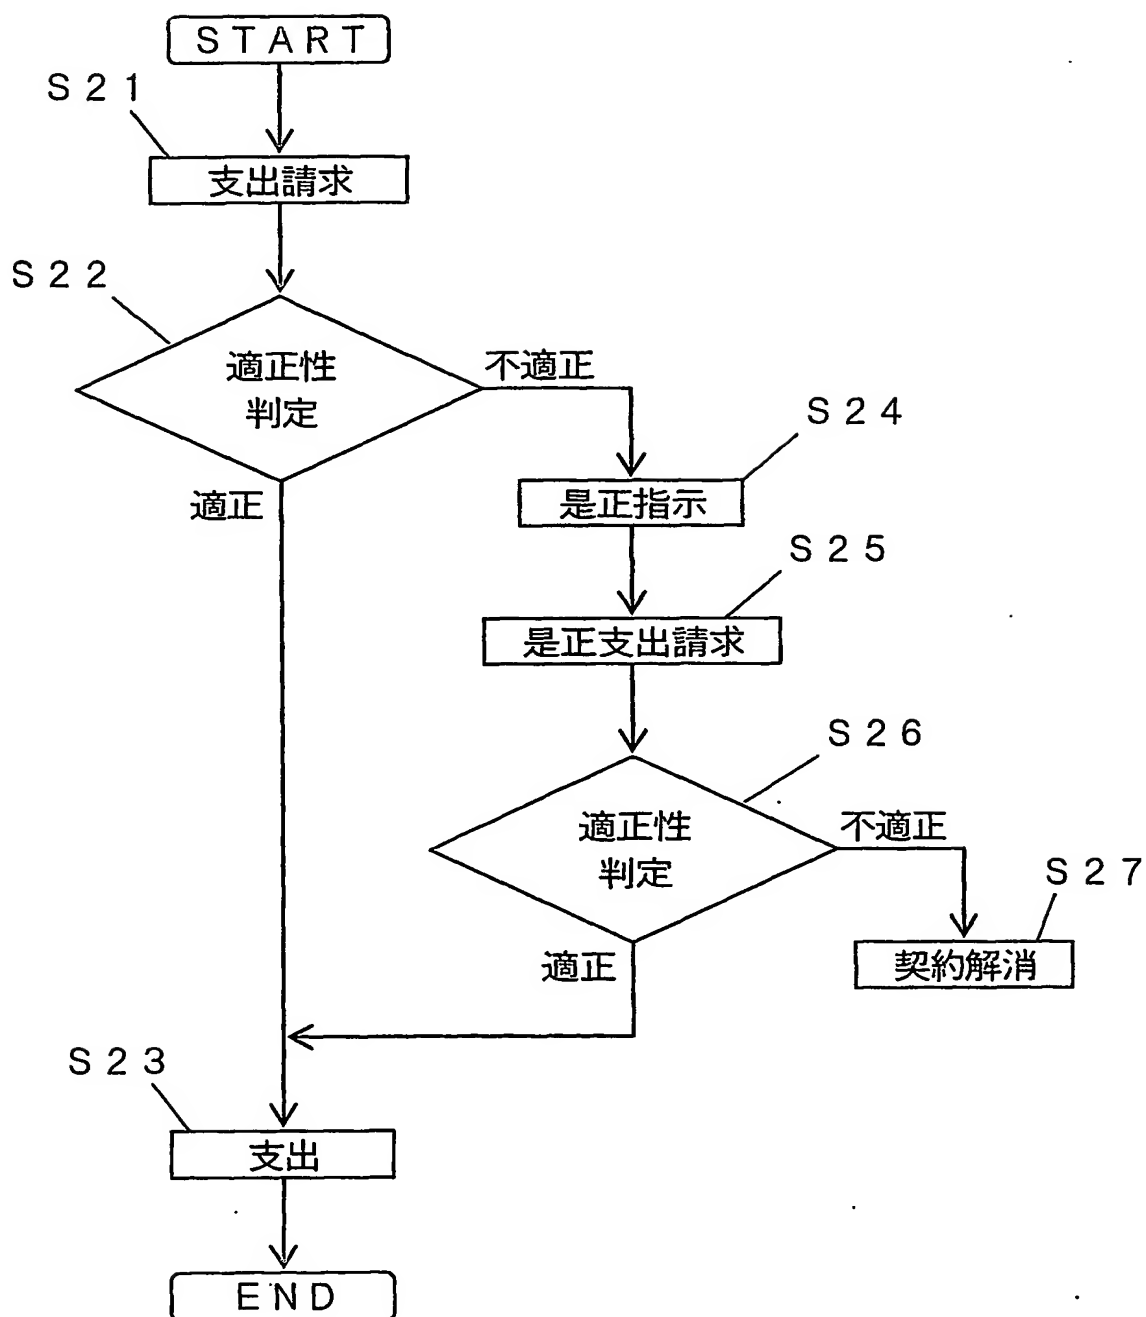 START
S21
支出請求
S22
適正性
判定
不適正
適正
S24
是正指示
S25
是正支出請求
S26
適正性
判定
不適正
適正
S27
契約解消
S23
支出
END